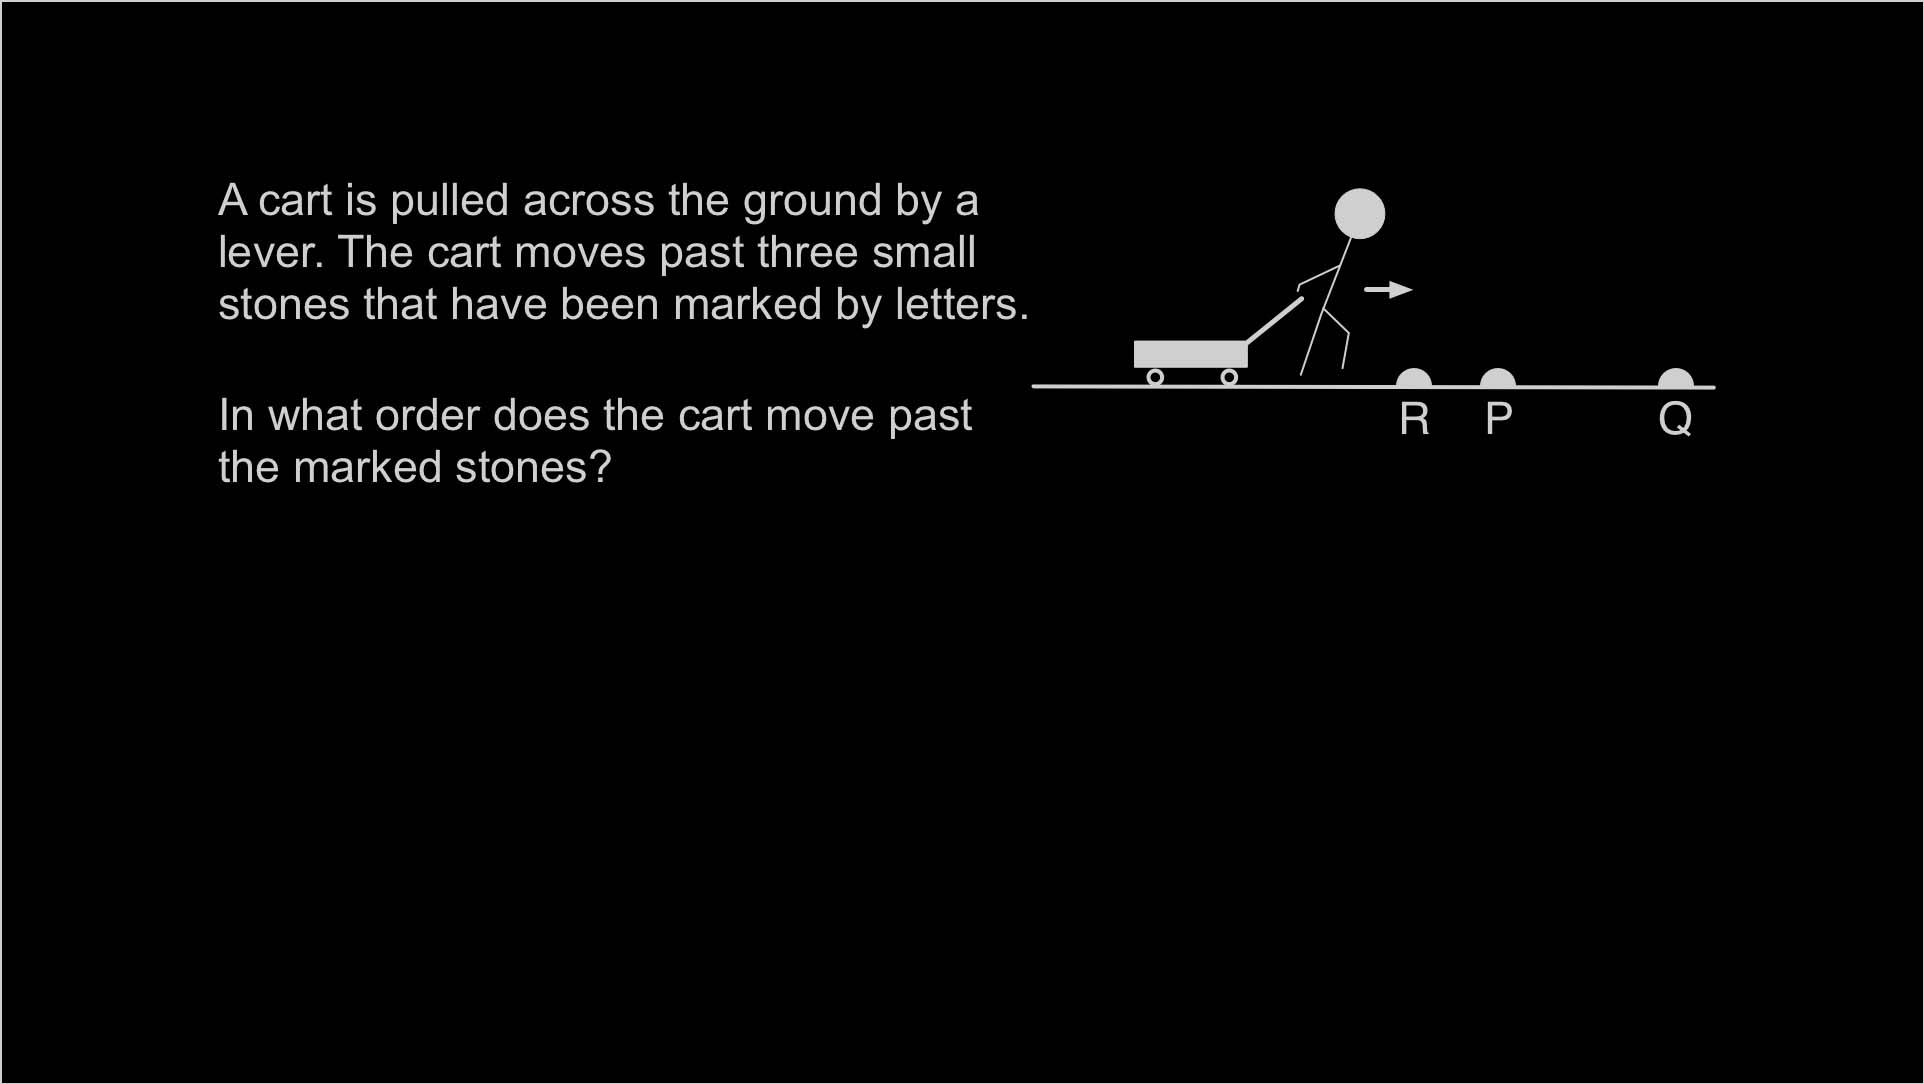 A cart is pulled across the ground by a
lever. The cart moves past three small
stones that have been marked by letters.
In what order does the cart move past
the marked stones?
R P Q